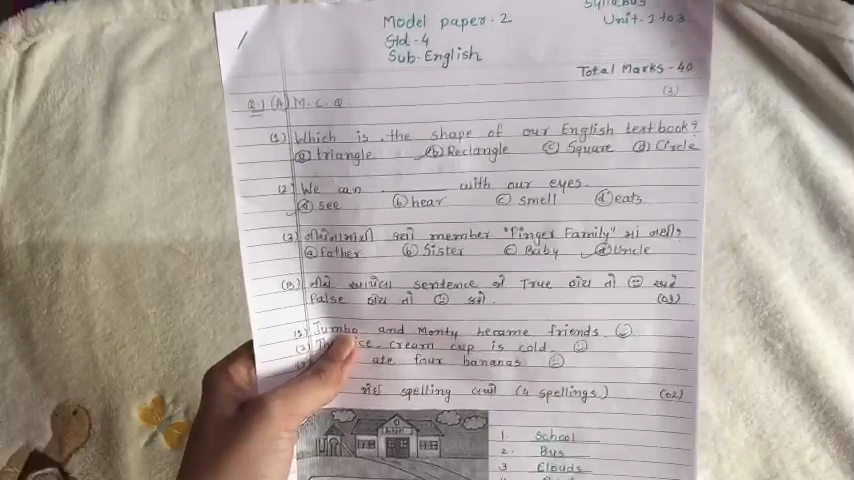 Model paper-2
Syllabus
Std-4
Unit-1 to 3
Sub-English
Total Marks-40
Q.1 (A) M.C.Q. (3)
(1) Which is the shape of our English textbook?
(a) triangle (b) Rectangle (c) Square (d) Circle
(2) We can ______ with our eyes.
(a) see (b) hear (c) smell (d) eats
(3) નીચેનામાંથી કયો member "Finger Family" માં નથી?
(a) father (b) Sister (c) Baby (d) Uncle
(B) નીચે આપેલા sentence જો True હોય તો ☺ અને
False હોય તો ☹ કરો. (03)
(1) Jumbo and Monty became friends ☺
(2) ice-cream cup is cold. ☺
ate four bananas ☹
spelling લખો (4 spellings.) (02)
1. School
2. Bus
3 Clouds